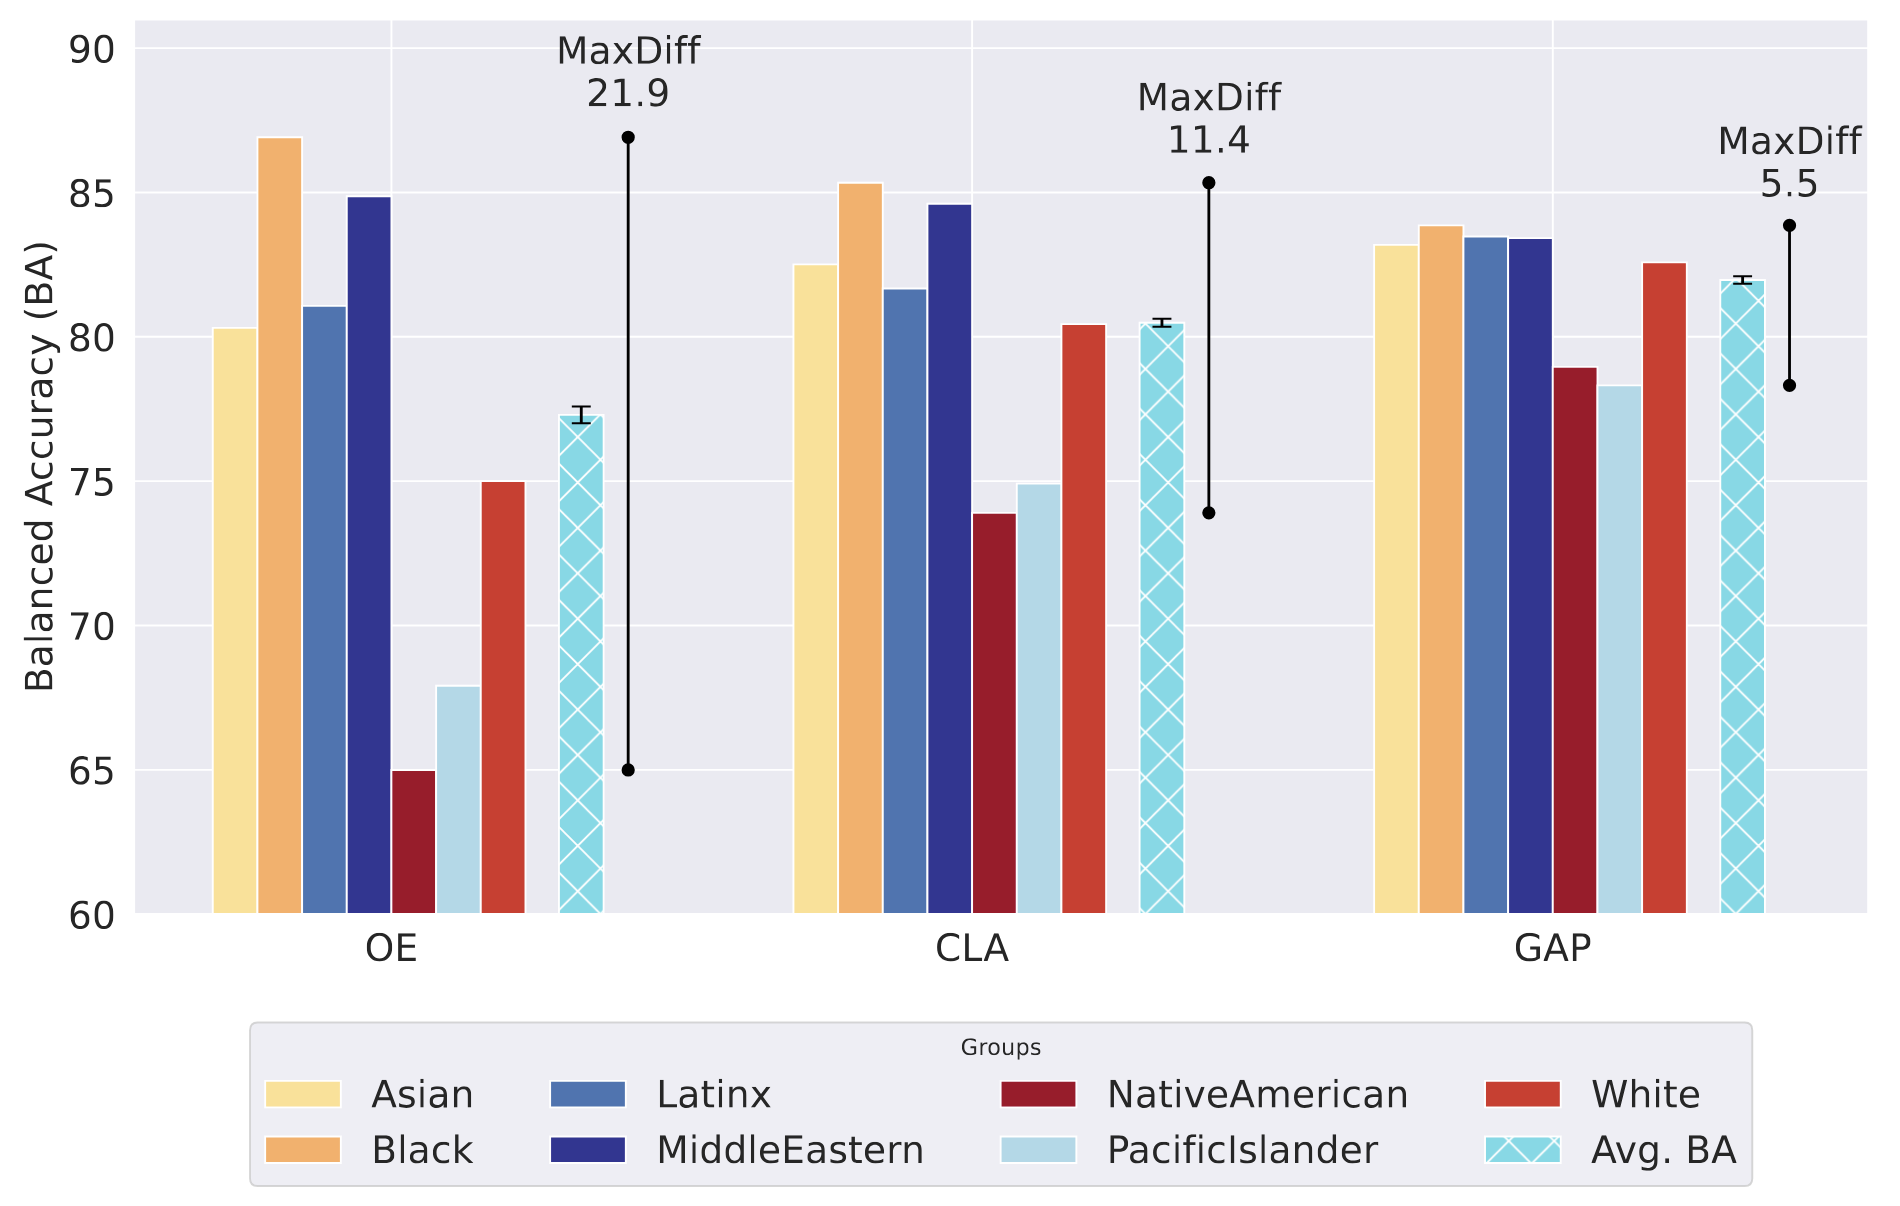 MaxDiff
21.9
MaxDiff
11.4
MaxDiff
5.5
Balanced Accuracy (BA)
90
85
80
75
70
65
60
OE CLA GAP
Groups
Asian Latinx NativeAmerican White
Black MiddleEastern PacificIslander Avg. BA